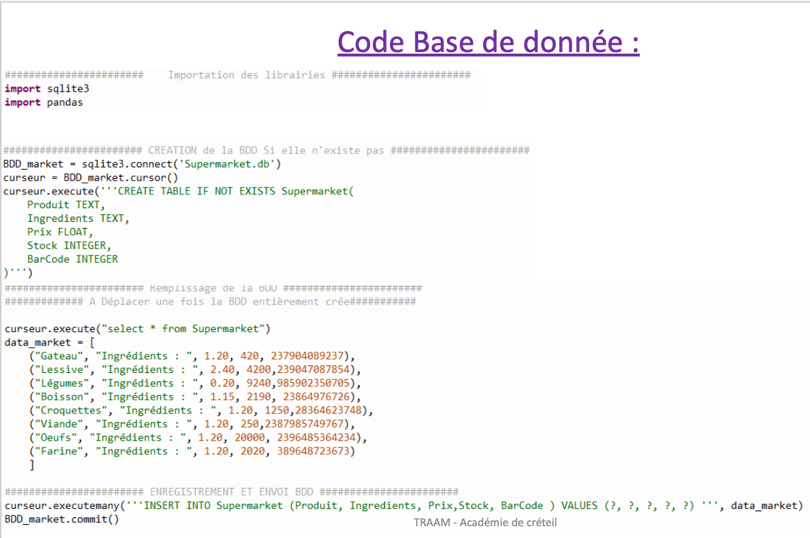 Code Base de donnée :
####################### Importation des librairies #######################
import sqlite3
import pandas
####################### CREATION de la BDD Si elle n'existe pas #######################
BDD_market = sqlite3.connect('Supermarket.db')
curseur = BDD_market.cursor()
curseur.execute('''CREATE TABLE IF NOT EXISTS Supermarket(
    Produit TEXT,
    Ingredients TEXT,
    Prix FLOAT,
    Stock INTEGER,
    BarCode INTEGER
)''')
####################### Remplissage de la BDD #######################
############# A Déplacer une fois la BDD entièrement crée###########
curseur.execute("select * from Supermarket")
data_market = [
    ("Gateau", "Ingrédients : ", 1.20, 420, 237904089237),
    ("Lessive", "Ingrédients : ", 2.40, 4200,239047087854),
    ("Légumes", "Ingrédients : ", 0.20, 9240,985902350705),
    ("Boisson", "Ingrédients : ", 1.15, 2190, 23864976726),
    ("Croquettes", "Ingrédients : ", 1.20, 1250,28364623748),
    ("Viande", "Ingrédients : ", 1.20, 250,2387985749767),
    ("Oeufs", "Ingrédients : ", 1.20, 20000, 2396485364234),
    ("Farine", "Ingrédients : ", 1.20, 2020, 389648723673)
    ]
####################### ENREGISTREMENT ET ENVOI BDD #######################
curseur.executemany('''INSERT INTO Supermarket (Produit, Ingredients, Prix,Stock, BarCode ) VALUES (?, ?, ?, ?, ?) ''', data_market)
BDD_market.commit()
TRAAM - Académie de créteil